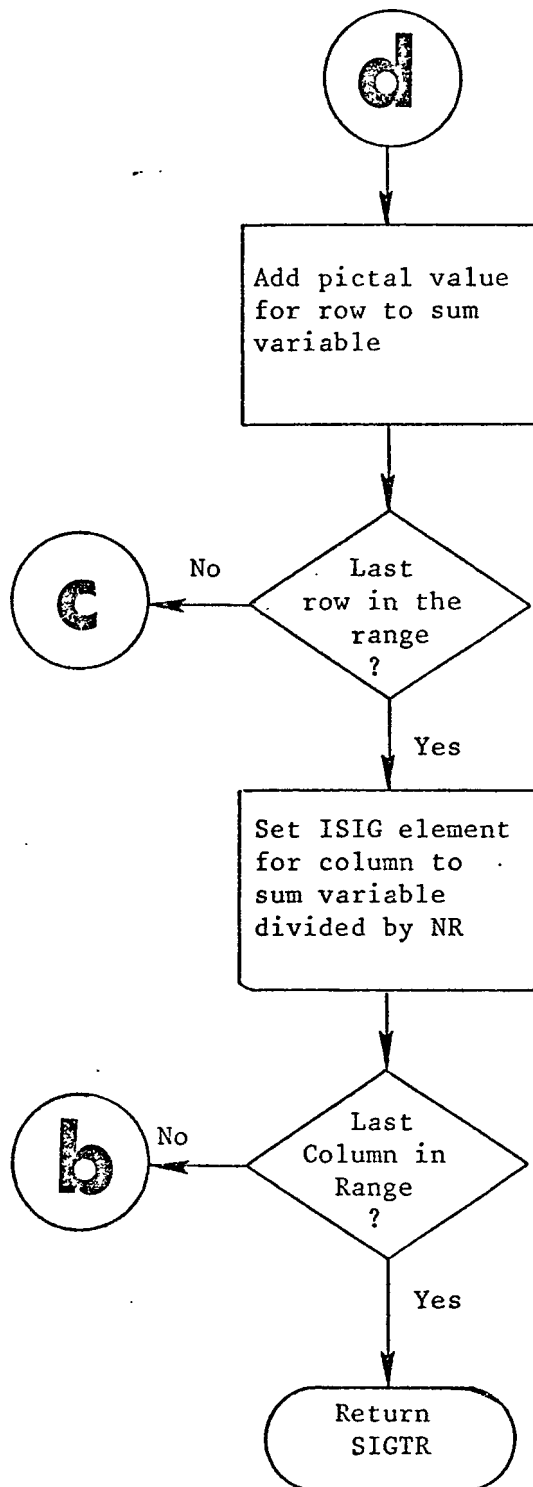 d
Add pictal value
for row to sum
variable
No
c
Last
row in the
range
?
Yes
Set ISIG element
for column to
sum variable
divided by NR
No
b
Last
Column in
Range
?
Yes
Return
SIGTR